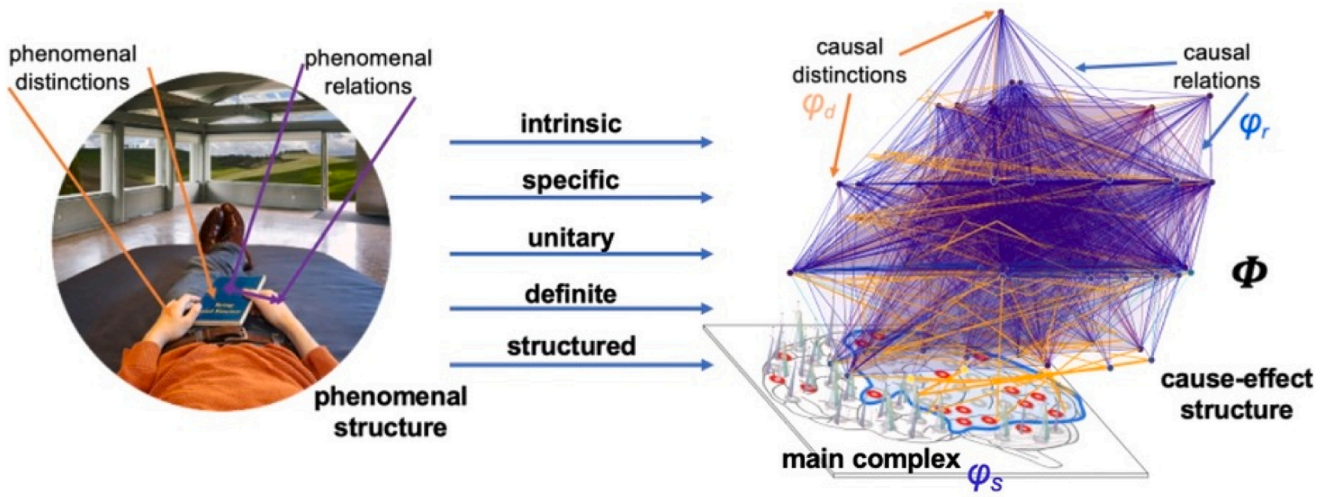 phenomenal
distinctions
phenomenal
relations
phenomenal
structure
intrinsic
specific
unitary
definite
structured
causal
distinctions
φd
causal
relations
φr
Φ
cause-effect
structure
main complex
φs